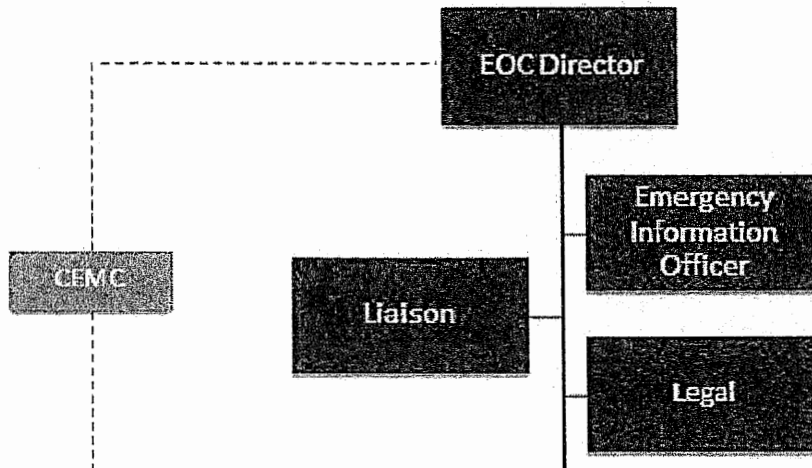 EOC Director
Emergency
Information
Officer
CEMC
Liaison
Legal